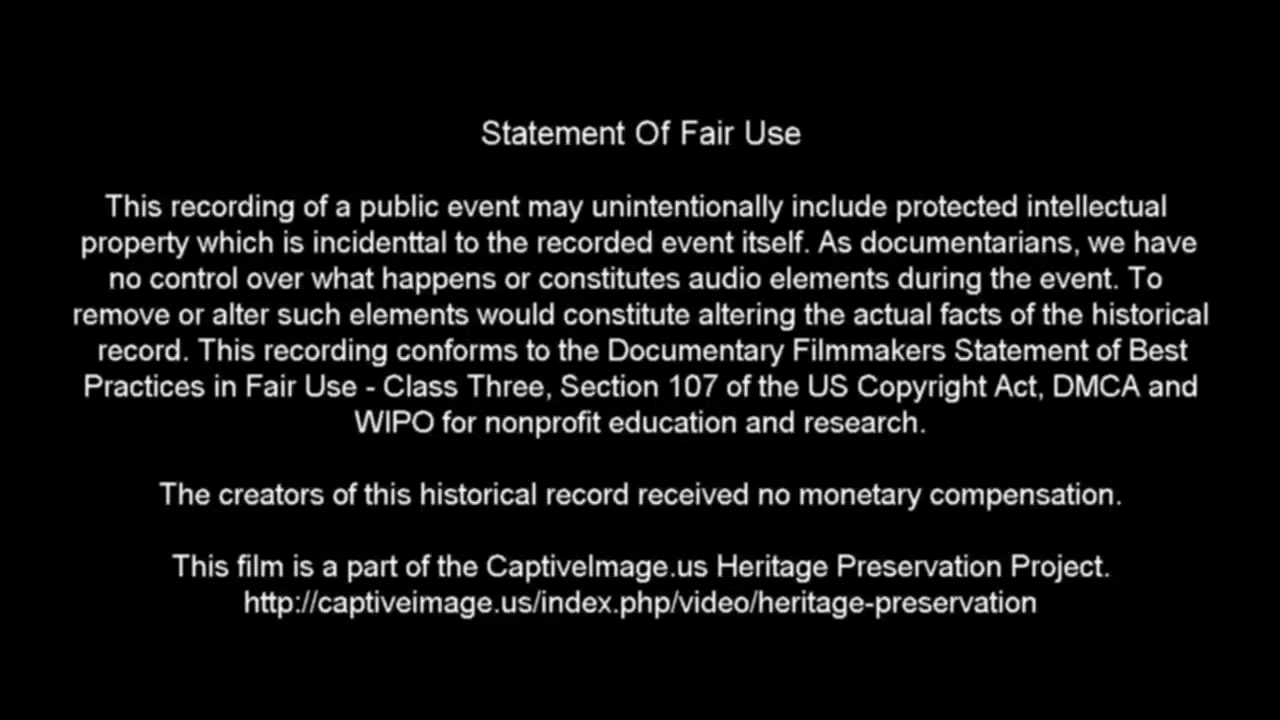 Statement Of Fair Use
This recording of a public event may unintentionally include protected intellectual
property which is incidenttal to the recorded event itself. As documentarians, we have
no control over what happens or constitutes audio elements during the event. To
remove or alter such elements would constitute altering the actual facts of the historical
record. This recording conforms to the Documentary Filmmakers Statement of Best
Practices in Fair Use - Class Three, Section 107 of the US Copyright Act, DMCA and
WIPO for nonprofit education and research.
The creators of this historical record received no monetary compensation.
This film is a part of the CaptiveImage.us Heritage Preservation Project.
http://captiveimage.us/index.php/video/heritage-preservation